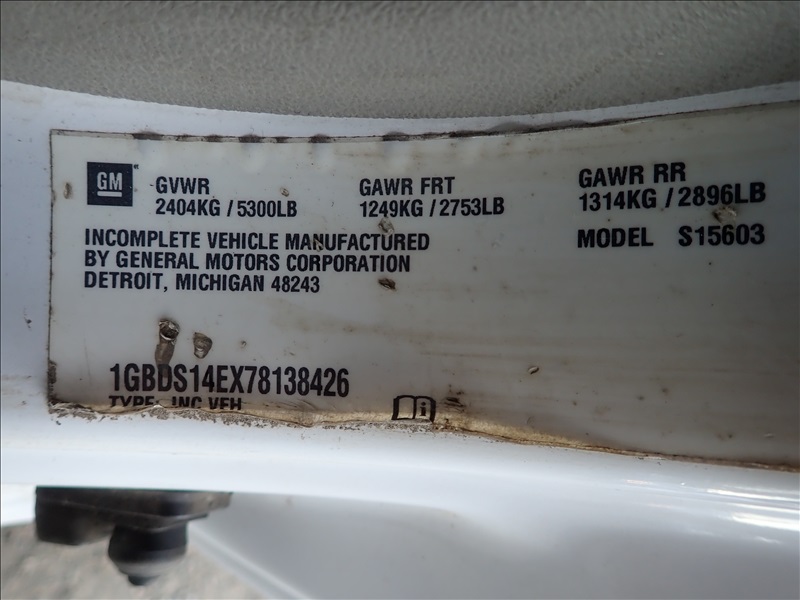 GM
GVWR
2404KG / 5300LB
GAWR FRT
1249KG / 2753LB
GAWR RR
1314KG / 2896LB
INCOMPLETE VEHICLE MANUFACTURED
BY GENERAL MOTORS CORPORATION
DETROIT, MICHIGAN 48243
MODEL S15603
1GBDS14EX78138426
TYPE: INC VEH